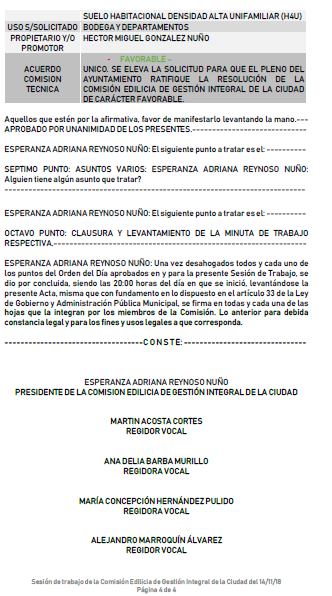 SUELO HABITACIONAL DENSIDAD ALTA UNIFAMILIAR (H4U)
USO S/SOLICITADO BODEGA Y DEPARTAMENTOS
PROPIETARIO Y/O PROMOTOR HECTOR MIGUEL GONZALEZ NUÑO
ACUERDO COMISION TECNICA
- FAVORABLE -
UNICO. SE ELEVA LA SOLICITUD PARA QUE EL PLENO DEL
AYUNTAMIENTO RATIFIQUE LA RESOLUCIÓN DE LA
COMISIÓN EDILICIA DE GESTIÓN INTEGRAL DE LA CIUDAD
DE CARÁCTER FAVORABLE.
Aquellos que estén por la afirmativa, favor de manifestarlo levantando la mano.---
APROBADO POR UNANIMIDAD DE LOS PRESENTES.-----------------------------
ESPERANZA ADRIANA REYNOSO NUÑO: El siguiente punto a tratar es el: ----------
SEPTIMO PUNTO: ASUNTOS VARIOS: ESPERANZA ADRIANA REYNOSO NUÑO:
Alguien tiene algún asunto que tratar?
------------------------------------------------------------------------
ESPERANZA ADRIANA REYNOSO NUÑO: El siguiente punto a tratar es el: ----------
OCTAVO PUNTO: CLAUSURA Y LEVANTAMIENTO DE LA MINUTA DE TRABAJO
RESPECTIVA.-------------------------------------------------------------
ESPERANZA ADRIANA REYNOSO NUÑO: Una vez desahogados todos y cada uno de
los puntos del Orden del Día aprobados en y para la presente Sesión de Trabajo, se
dio por concluida, siendo las 20:00 horas del día en que se inició, levantándose la
presente Acta, misma que con fundamento en lo dispuesto en el artículo 33 de la Ley
de Gobierno y Administración Pública Municipal, se firma en todas y cada una de las
hojas que la integran por los miembros de la Comisión. Lo anterior para debida
constancia legal y para los fines y usos legales a que corresponda.
----------------------------------C O N S T E: ------------------------------
ESPERANZA ADRIANA REYNOSO NUÑO
PRESIDENTE DE LA COMISION EDILICIA DE GESTIÓN INTEGRAL DE LA CIUDAD
MARTIN ACOSTA CORTES
REGIDOR VOCAL
ANA DELIA BARBA MURILLO
REGIDORA VOCAL
MARÍA CONCEPCIÓN HERNÁNDEZ PULIDO
REGIDORA VOCAL
ALEJANDRO MARROQUÍN ÁLVAREZ
REGIDOR VOCAL
Sesión de trabajo de la Comisión Edilicia de Gestión Integral de la Ciudad del 14/11/18
Página 4 de 4